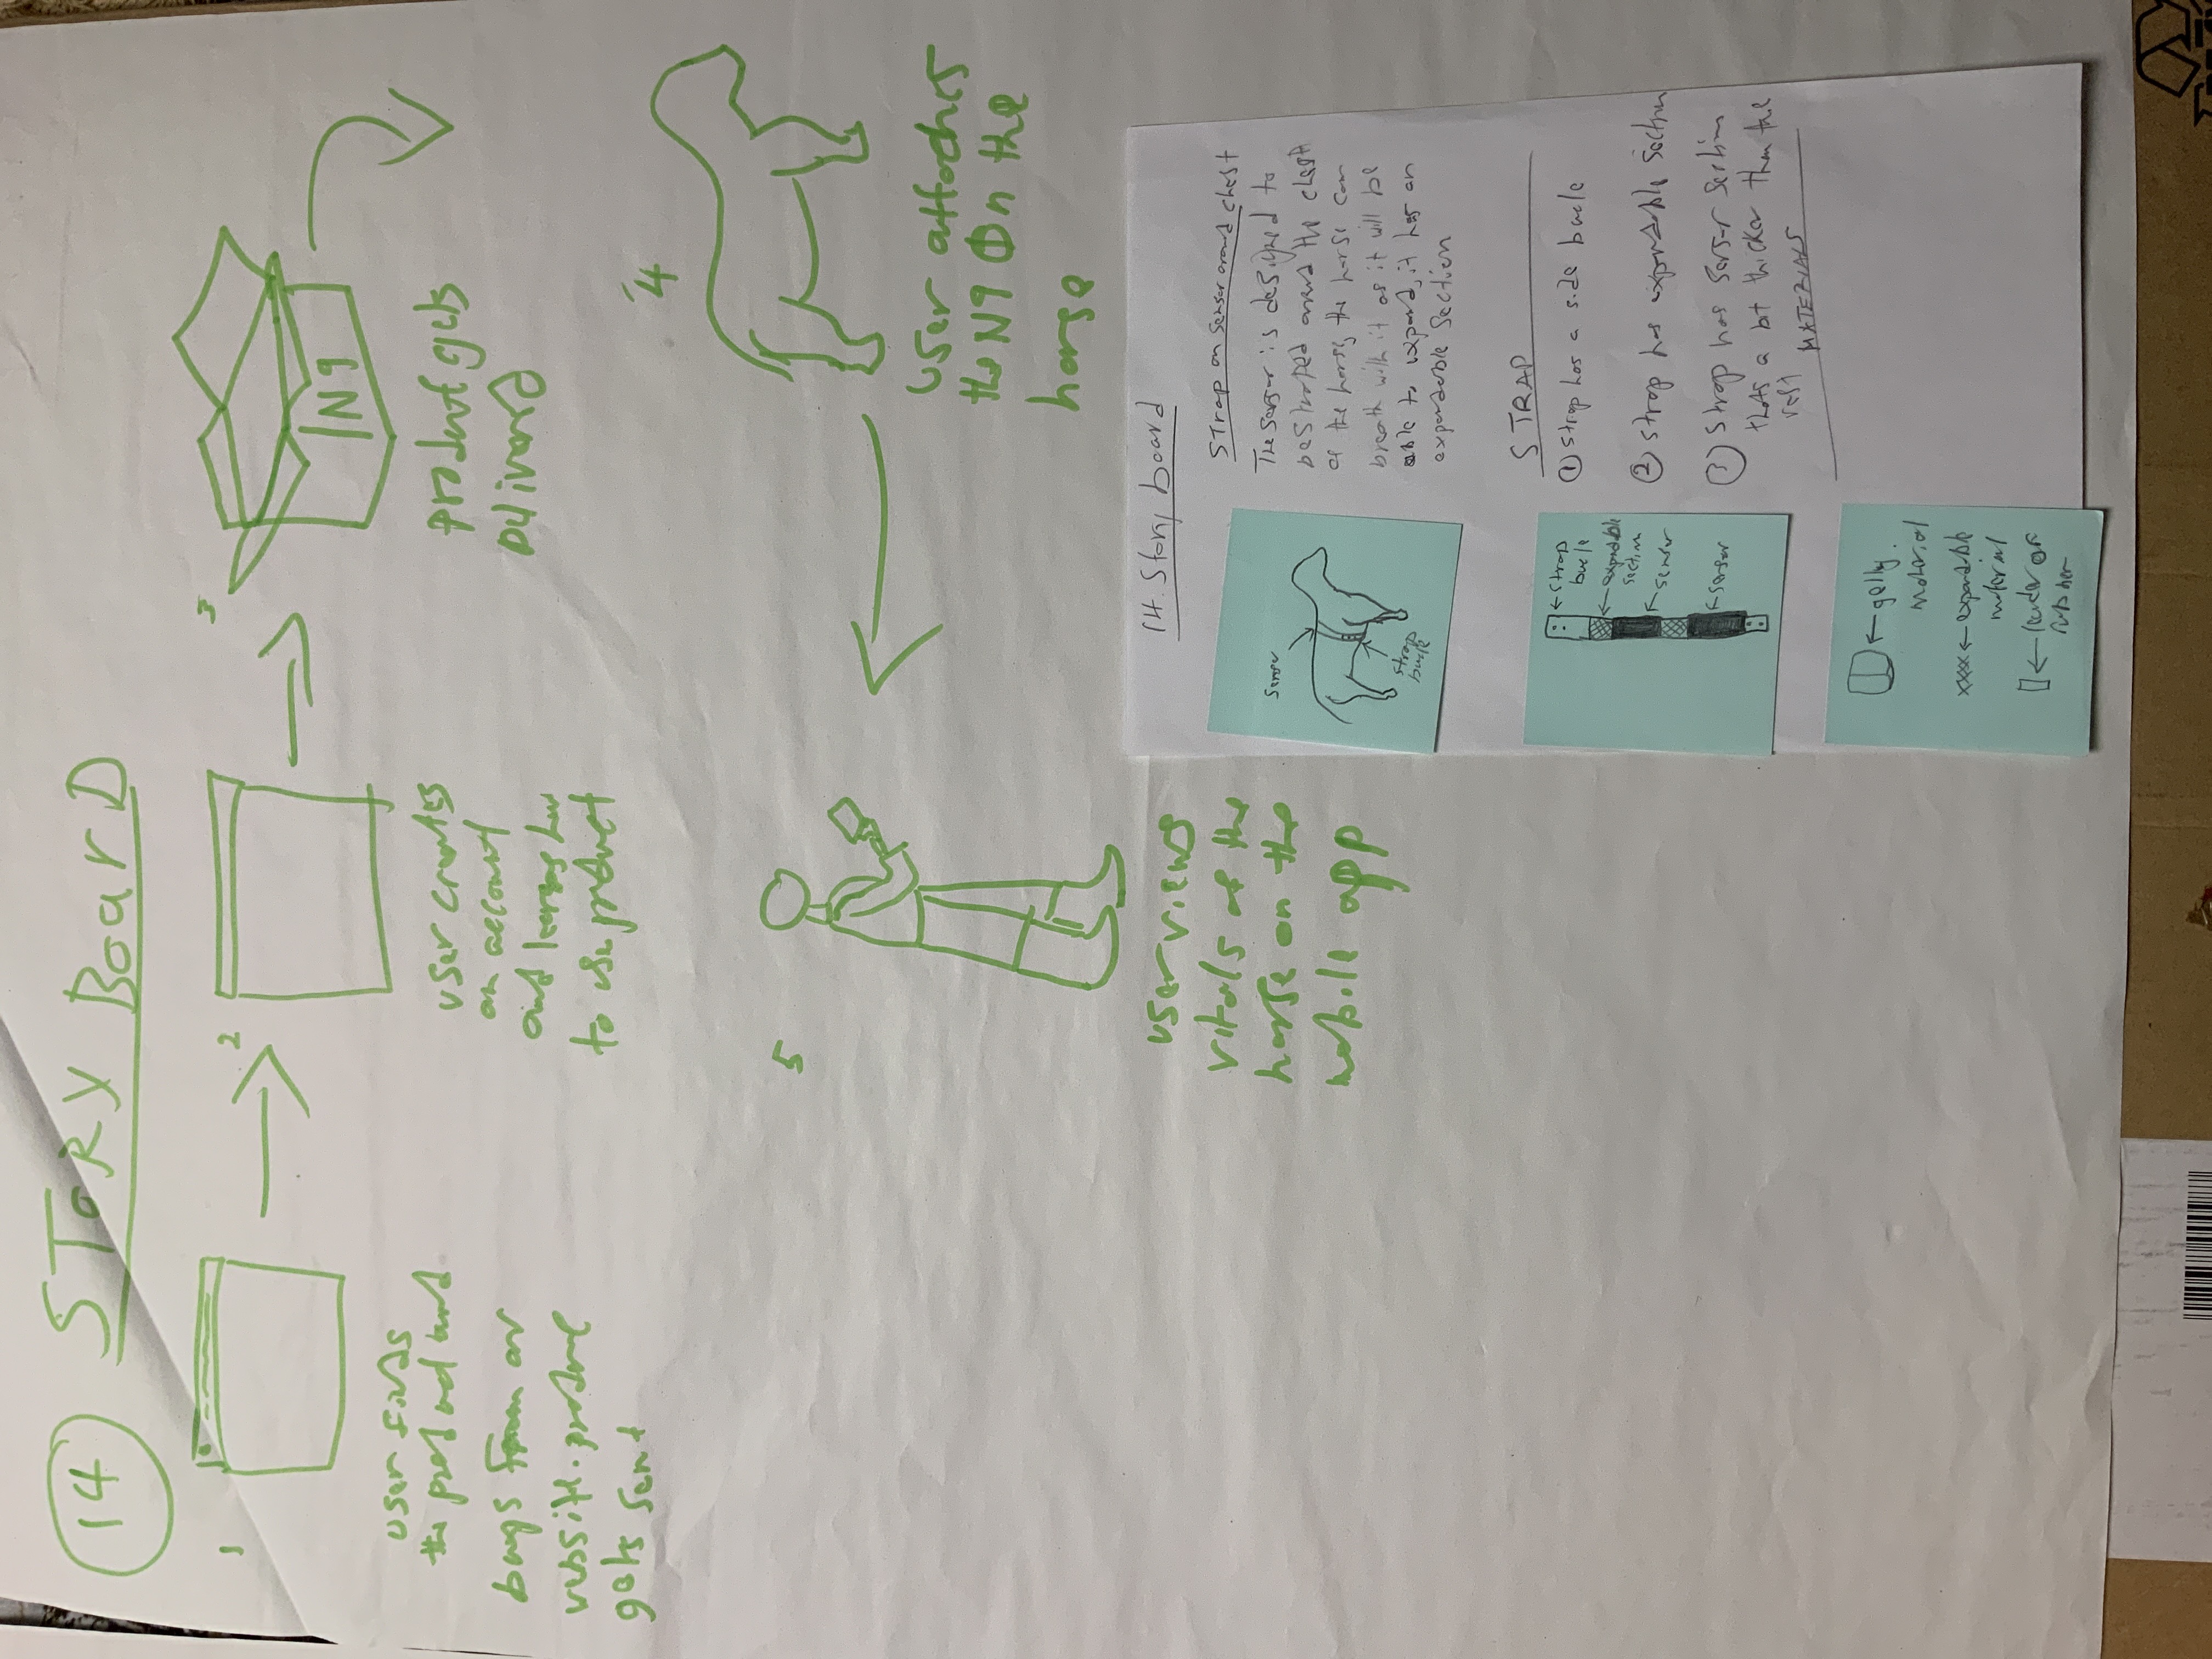 14
STORY BOARD
1
user finds
the product and
buys from our
website. product
gets sent
2
user creates
an account
and learns how
to use product
3
N9
product gets
Delivered
4
user attaches
the N9 On the
horse
5
user views
vitals of the
horse on the
mobile app
14. Story board
Strap on sensor around chest
The sensor is designed to
be straped around the chest
of the horse, the horse can
breath with it as it will be
able to expand, it has an
expandable section
sensor
strap
bucle
STRAP
① strap has a side bucle
② strap has expandable section
③ strap has sensor section
thats a bit thicker than the
rest
strap
bucle
expandable
section
sensor
sensor
MATERIALS
gelly
material
xxxx
expandable
material
or
rubber